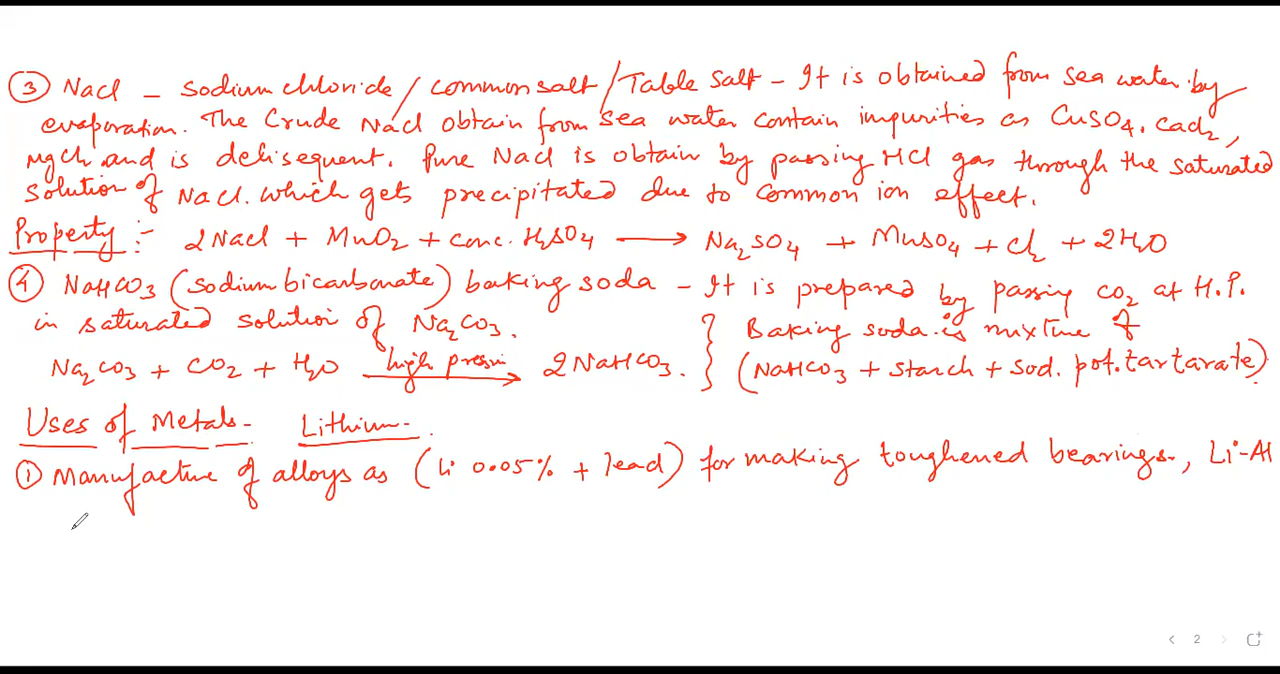 ③ NaCl - Sodium chloride / common salt / Table Salt - It is obtained from sea water by
evaporation. The Crude NaCl obtain from sea water contain impurities as CuSO4, CaCl2,
MgCl2 and is delisequent. Pure NaCl is obtain by passing HCl gas through the saturated
solution of NaCl. which gets precipitated due to common ion effect.
Property :- 2NaCl + MnO2 + conc. H2SO4 ⟶ Na2SO4 + MnSO4 + Cl2 + 2H2O
④ NaHCO3 (sodium bicarbonate) baking soda - It is prepared by passing CO2 at H.P.
in saturated solution of Na2CO3.
Na2CO3 + CO2 + H2O high pressure ⟶ 2NaHCO3.
} Baking soda is mixture of
(NaHCO3 + starch + sod. pot. tartarate).
Uses of Metals - Lithium -.
① Manufacture of alloys as (Li 0.05% + lead) for making toughened bearings., Li-Al
< 2 >